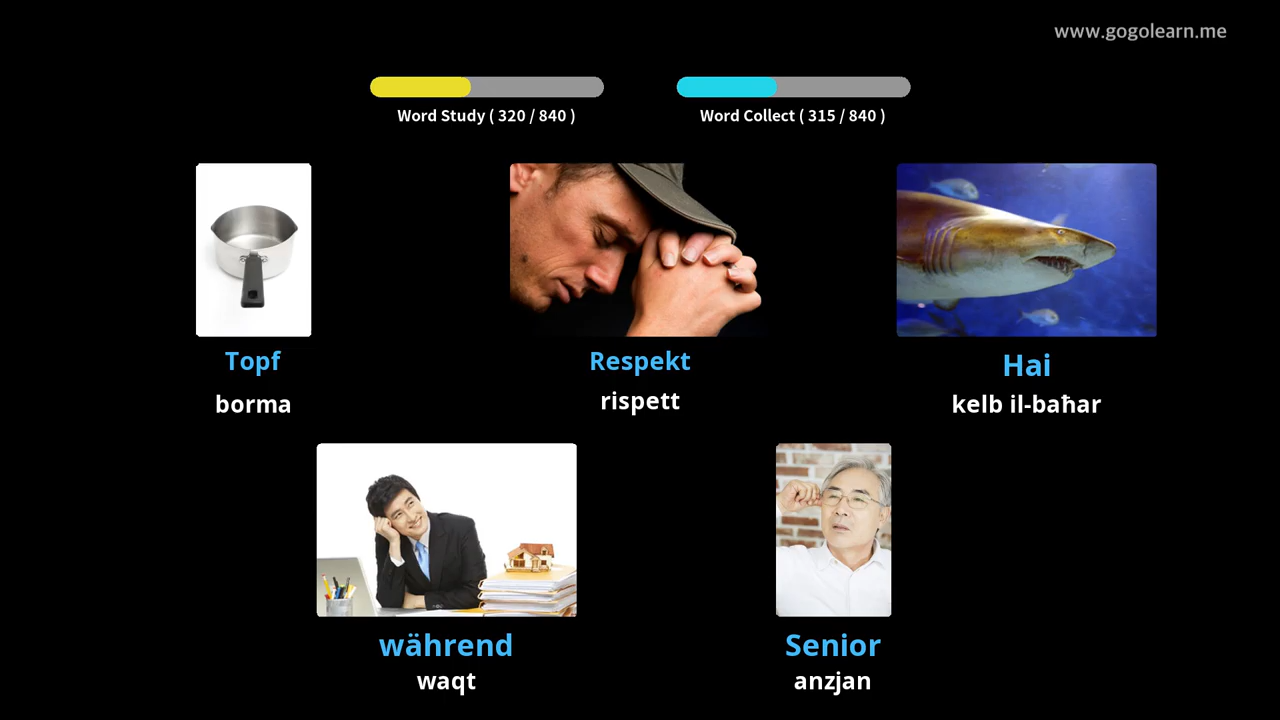 www.gogolearn.me
Word Study ( 320 / 840 )
Word Collect ( 315 / 840 )
Topf
borma
Respekt
rispett
Hai
kelb il-baħar
während
waqt
Senior
anzjan